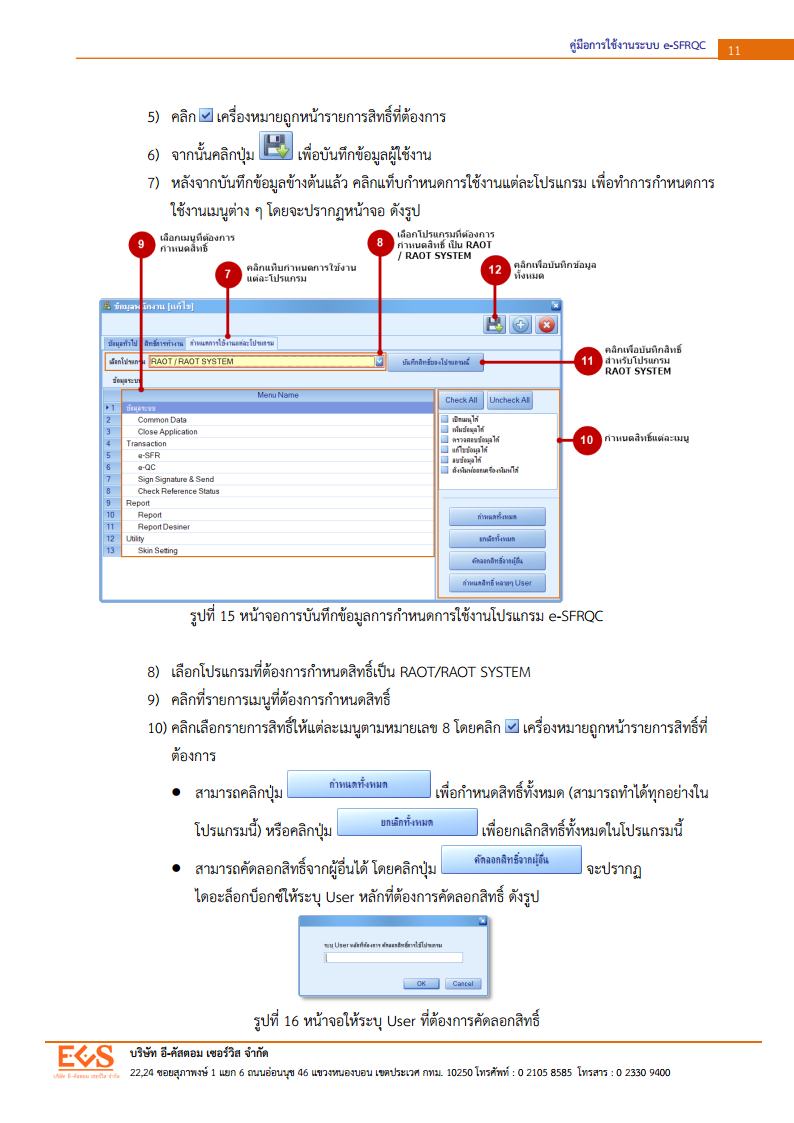 คู่มือการใช้งานระบบ e-SFRQC 11
5) คลิก เครื่องหมายถูกหน้ารายการสิทธิ์ที่ต้องการ
6) จากนั้นคลิกปุ่ม เพื่อบันทึกข้อมูลผู้ใช้งาน
7) หลังจากบันทึกข้อมูลข้างต้นแล้ว คลิกแท็บกำหนดการใช้งานแต่ละโปรแกรม เพื่อทำการกำหนดการ
ใช้งานเมนูต่าง ๆ โดยจะปรากฏหน้าจอ ดังรูป
9 เลือกเมนูที่ต้องการ
กำหนดสิทธิ์
8 เลือกโปรแกรมที่ต้องการ
กำหนดสิทธิ์ เป็น RAOT
/ RAOT SYSTEM
7 คลิกแท็บกำหนดการใช้งาน
แต่ละโปรแกรม
12 คลิกเพื่อบันทึกข้อมูล
ทั้งหมด
ข้อมูลพนักงาน [แก้ไข]
ข้อมูลทั่วไป สิทธิ์การทำงาน กำหนดการใช้งานแต่ละโปรแกรม
เลือกโปรแกรม RAOT / RAOT SYSTEM บันทึกสิทธิของโปรแกรมนี้
11 คลิกเพื่อบันทึกสิทธิ์
สำหรับโปรแกรม
RAOT SYSTEM
ข้อมูลระบบ
Menu Name
1 ข้อมูลระบบ
2 Common Data
3 Close Application
4 Transaction
5 e-SFR
6 e-QC
7 Sign Signature & Send
8 Check Reference Status
9 Report
10 Report
11 Report Desiner
12 Utility
13 Skin Setting
Check All Uncheck All
เปิดเมนูได้
เพิ่มข้อมูลได้
ตรวจสอบข้อมูลได้
แก้ไขข้อมูลได้
ลบข้อมูลได้
สั่งพิมพ์ออกเครื่องพิมพ์ได้
10 กำหนดสิทธิ์แต่ละเมนู
กำหนดทั้งหมด
ยกเลิกทั้งหมด
คัดลอกสิทธิ์จากผู้อื่น
กำหนดสิทธิ์ หลายๆ User
รูปที่ 15 หน้าจอการบันทึกข้อมูลการกำหนดการใช้งานโปรแกรม e-SFRQC
8) เลือกโปรแกรมที่ต้องการกำหนดสิทธิ์เป็น RAOT/RAOT SYSTEM
9) คลิกที่รายการเมนูที่ต้องการกำหนดสิทธิ์
10) คลิกเลือกรายการสิทธิ์ให้แต่ละเมนูตามหมายเลข 8 โดยคลิก เครื่องหมายถูกหน้ารายการสิทธิ์ที่
ต้องการ
● สามารถคลิกปุ่ม กำหนดทั้งหมด เพื่อกำหนดสิทธิ์ทั้งหมด (สามารถทำได้ทุกอย่างใน
โปรแกรมนี้) หรือคลิกปุ่ม ยกเลิกทั้งหมด เพื่อยกเลิกสิทธิ์ทั้งหมดในโปรแกรมนี้
● สามารถคัดลอกสิทธิ์จากผู้อื่นได้ โดยคลิกปุ่ม คัดลอกสิทธิ์จากผู้อื่น จะปรากฏ
ไดอะล็อกบ็อกซ์ให้ระบุ User หลักที่ต้องการคัดลอกสิทธิ์ ดังรูป
ระบุ User หลักที่ต้องการ คัดลอกสิทธิ์การใช้โปรแกรม
OK Cancel
รูปที่ 16 หน้าจอให้ระบุ User ที่ต้องการคัดลอกสิทธิ์
ECS
บริษัท อี-คัสตอม เซอร์วิส จำกัด
บริษัท อี-คัสตอม เซอร์วิส จำกัด
22,24 ซอยสุภาพงษ์ 1 แยก 6 ถนนอ่อนนุช 46 แขวงหนองบอน เขตประเวศ กทม. 10250 โทรศัพท์ : 0 2105 8585 โทรสาร : 0 2330 9400